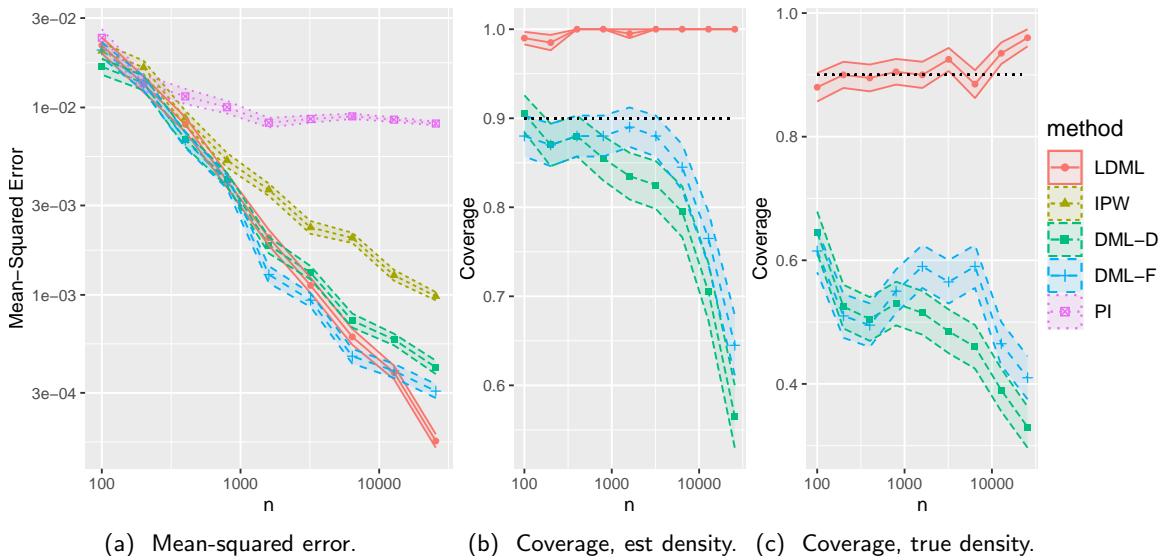 3e−02
1e−02
3e−03
1e−03
3e−04
Mean−Squared Error
100
1000
10000
n
(a) Mean-squared error.
1.0
0.9
0.8
0.7
0.6
Coverage
100
1000
10000
n
(b) Coverage, est density.
1.0
0.8
0.6
0.4
Coverage
100
1000
10000
n
(c) Coverage, true density.
method
LDML
IPW
DML−D
DML−F
PI